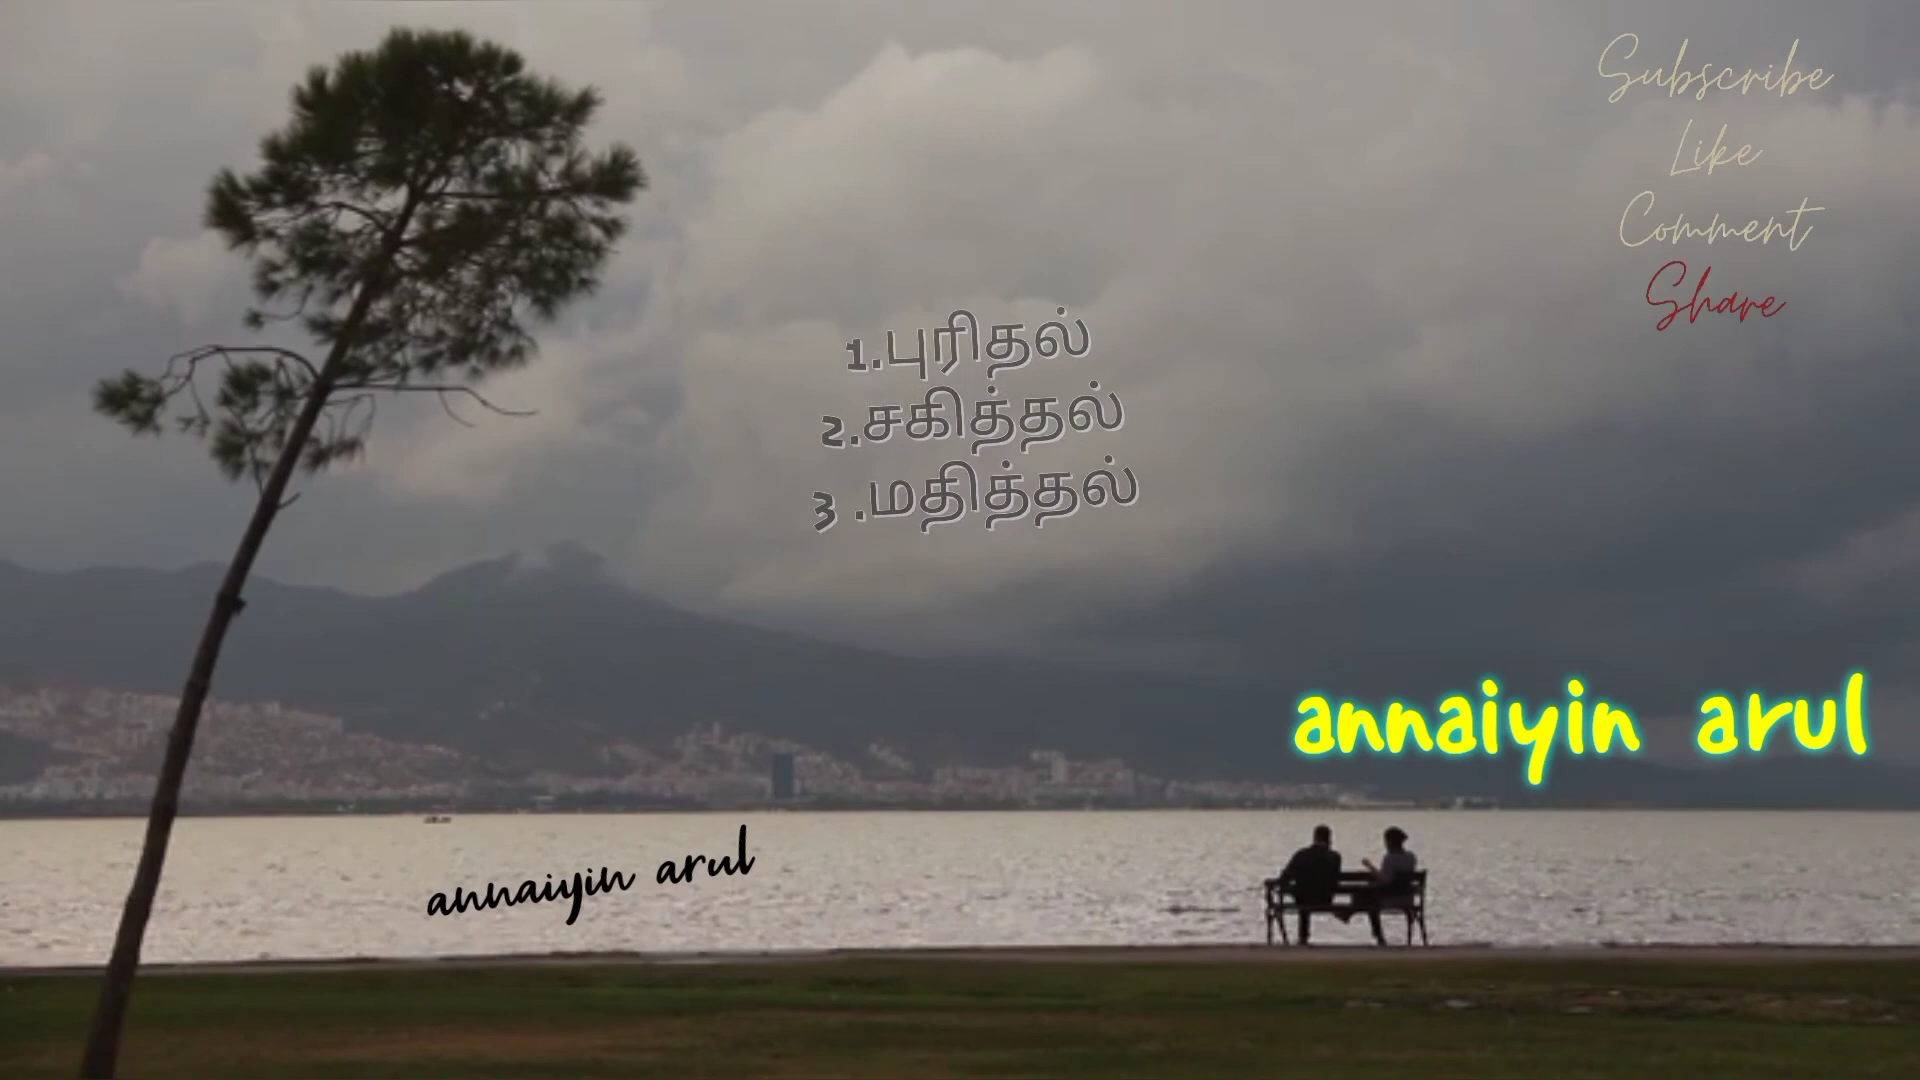 Subscribe
Like
Comment
Share
1.புரிதல்
2.சகித்தல்
3 .மதித்தல்
annaiyin arul
annaiyin arul